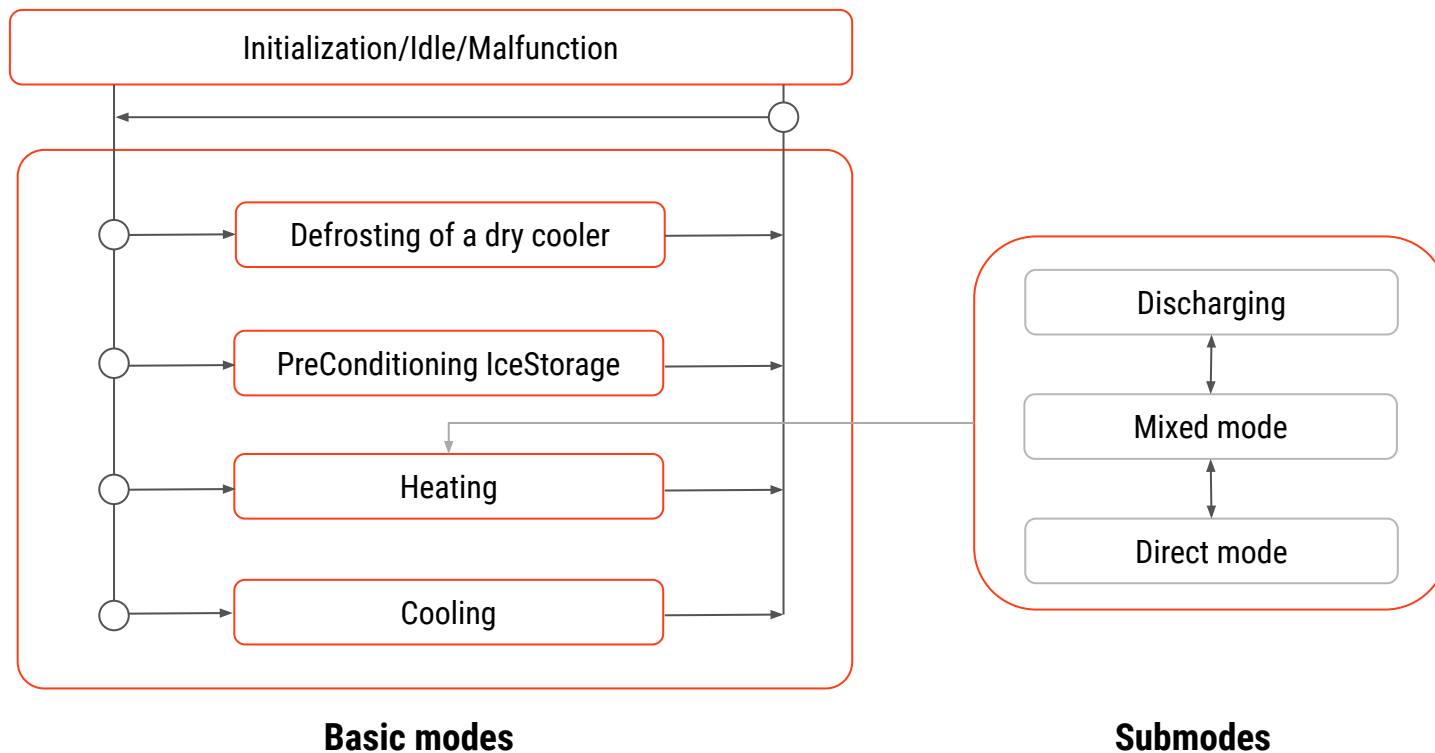 Initialization/Idle/Malfunction
Defrosting of a dry cooler
PreConditioning IceStorage
Heating
Cooling
Basic modes
Discharging
Mixed mode
Direct mode
Submodes